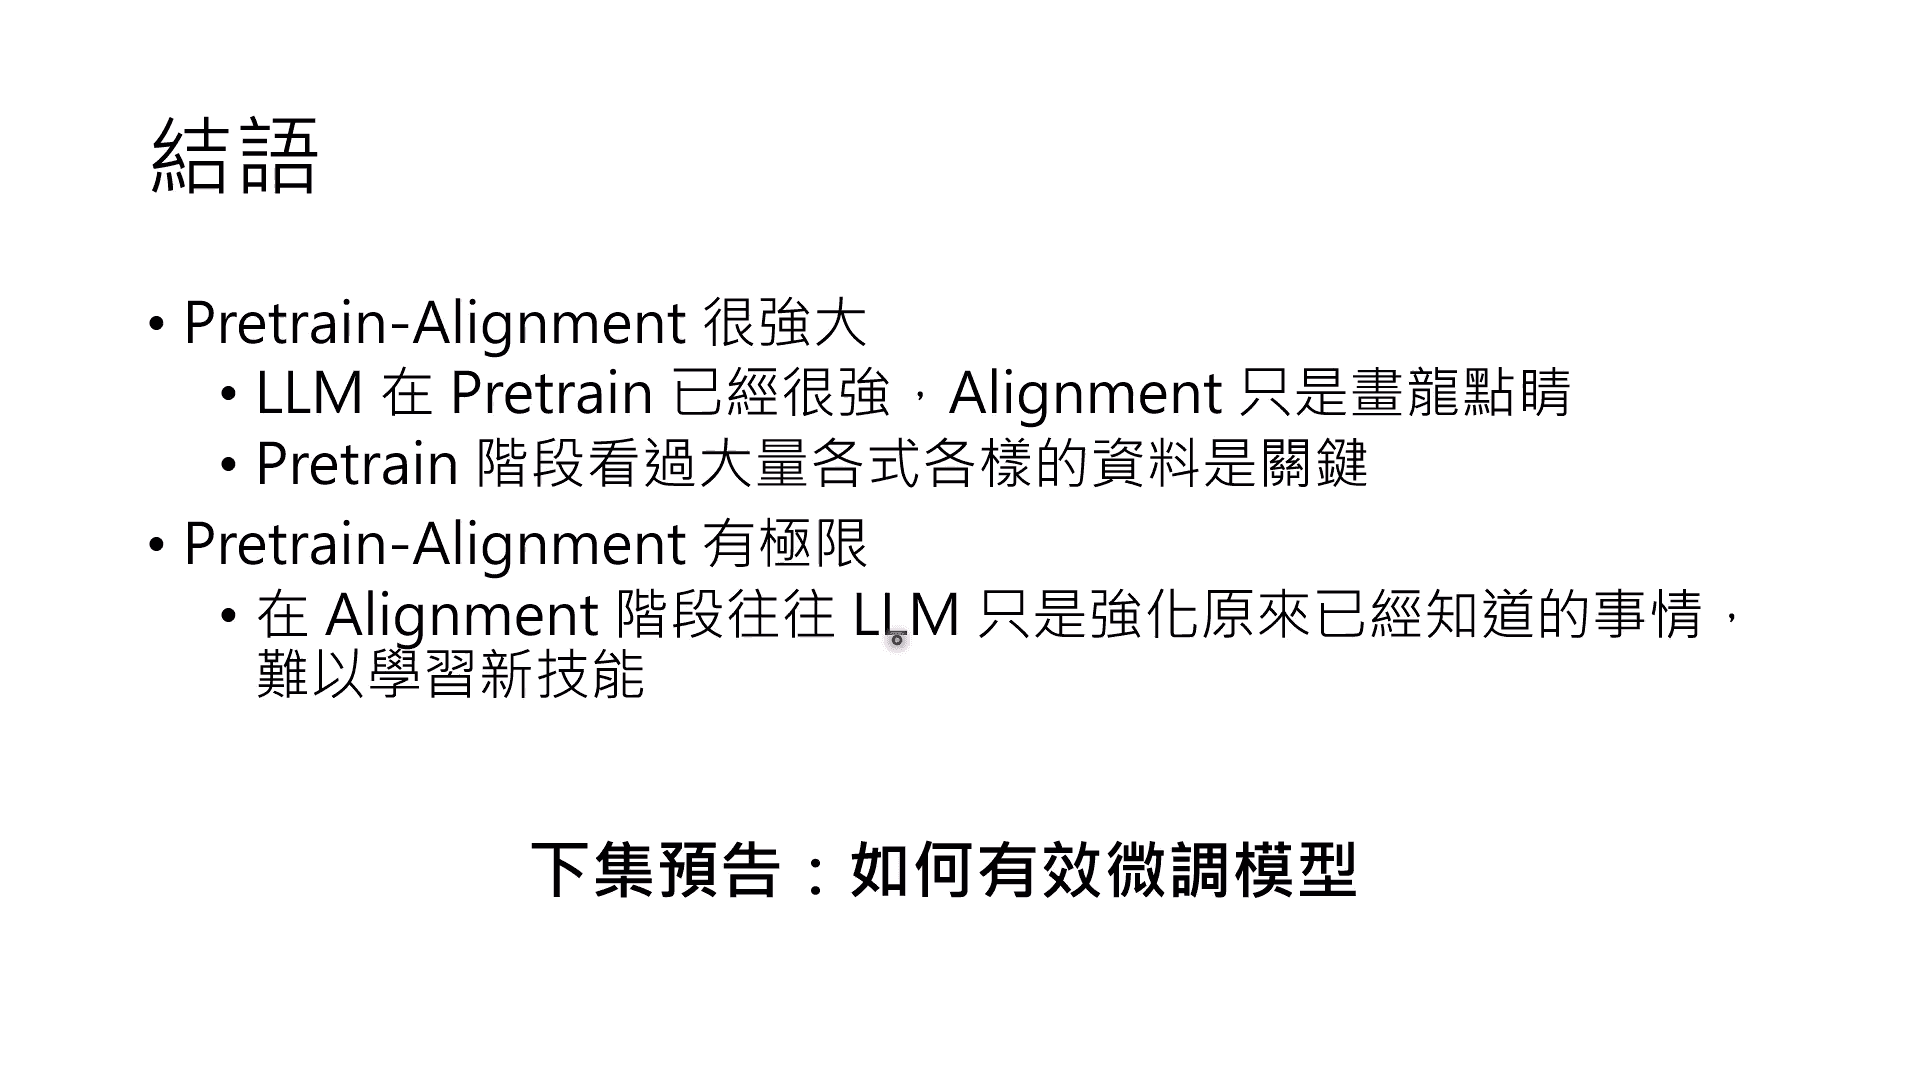 結語
• Pretrain-Alignment 很強大
• LLM 在 Pretrain 已經很強，Alignment 只是畫龍點睛
• Pretrain 階段看過大量各式各樣的資料是關鍵
• Pretrain-Alignment 有極限
• 在 Alignment 階段往往 LLM 只是強化原來已經知道的事情，
難以學習新技能
下集預告：如何有效微調模型